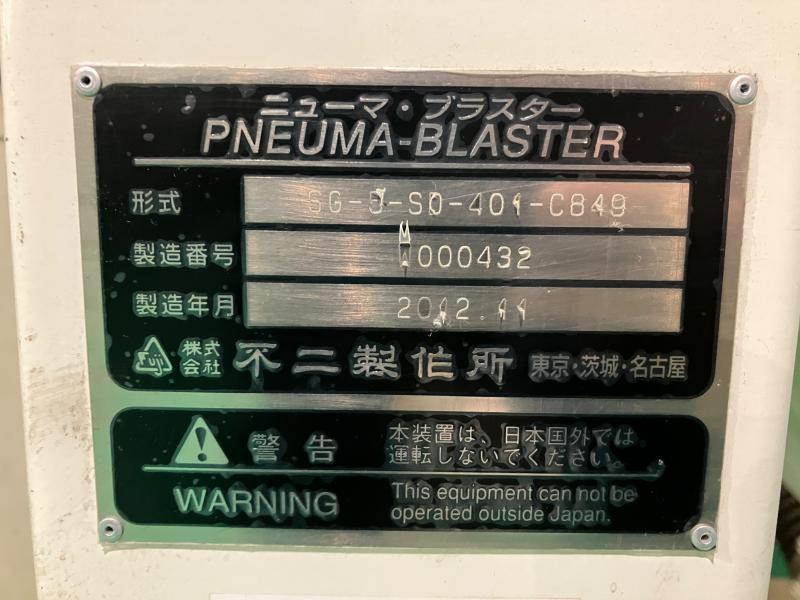 ニューマ・ブラスター
PNEUMA-BLASTER
形式 SG-3-SD-401-C849
製造番号 M000432
製造年月 2012.11
Fuji 株式会社 不二製作所 東京・茨城・名古屋
警告 本装置は、日本国外では
運転しないでください。
WARNING This equipment can not be
operated outside Japan.